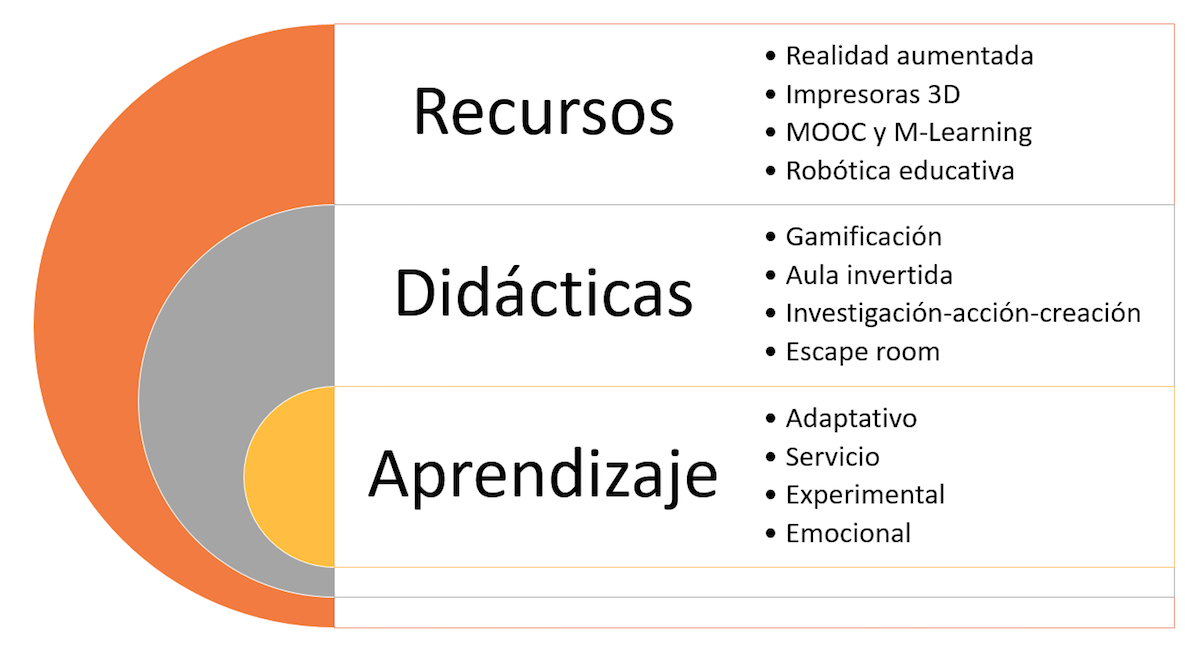 Recursos
• Realidad aumentada
• Impresoras 3D
• MOOC y M-Learning
• Robótica educativa
Didácticas
• Gamificación
• Aula invertida
• Investigación-acción-creación
• Escape room
Aprendizaje
• Adaptativo
• Servicio
• Experimental
• Emocional